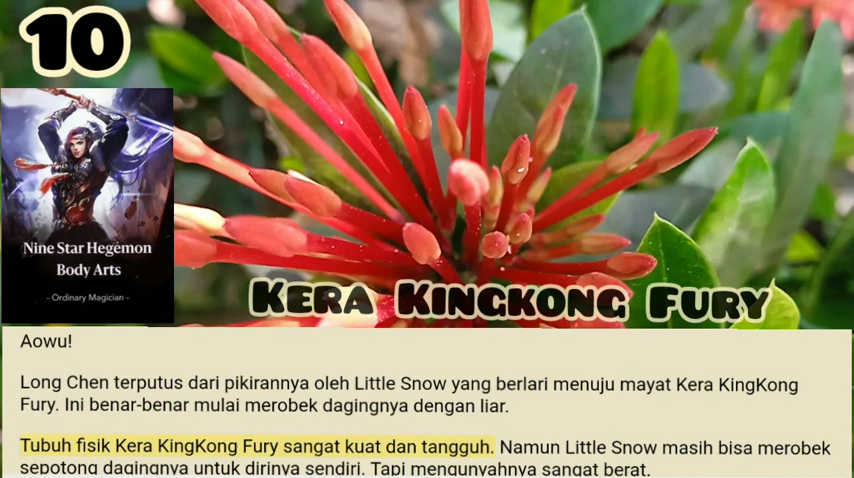 10
Nine Star Hegemon
Body Arts
- Ordinary Magician -
KERA KINGKONG FURY
Aowu!
Long Chen terputus dari pikirannya oleh Little Snow yang berlari menuju mayat Kera KingKong
Fury. Ini benar-benar mulai merobek dagingnya dengan liar.
Tubuh fisik Kera KingKong Fury sangat kuat dan tangguh. Namun Little Snow masih bisa merobek
sepotong dagingnya untuk dirinya sendiri. Tapi mengunyahnya sangat berat.